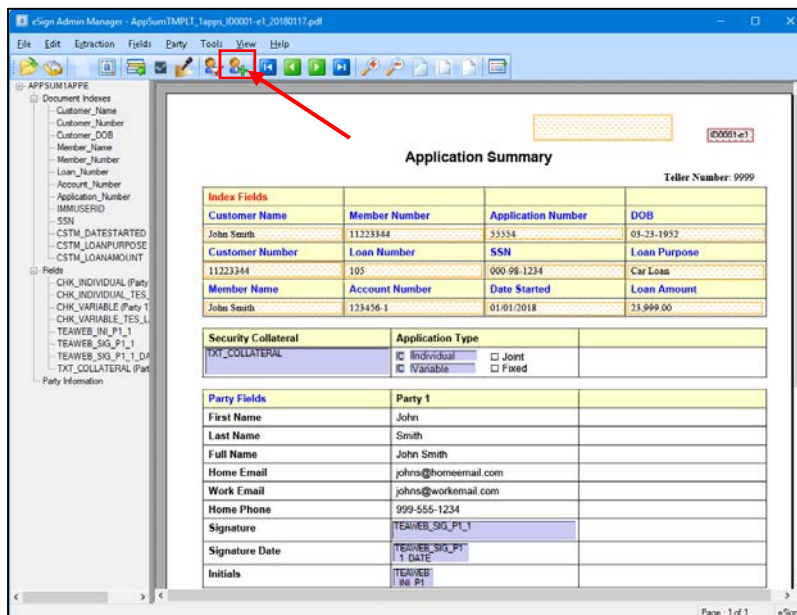 eSign Admin Manager - AppSumTMPLT_1apps_ID0001-e1_20180117.pdf
File Edit Extraction Fields Party Tools View Help
APPSUM1APPE
Document Indexes
Customer_Name
Customer_Number
Customer_DOB
Member_Name
Member_Number
Loan_Number
Account_Number
Application_Number
IMMUSERID
SSN
CSTM_DATESTARTED
CSTM_LOANPURPOSE
CSTM_LOANAMOUNT
Fields
CHK_INDIVIDUAL (Party
CHK_INDIVIDUAL_TES_
CHK_VARIABLE (Party 1
CHK_VARIABLE_TES_L
TEAWEB_INI_P1_1
TEAWEB_SIG_P1_1
TEAWEB_SIG_P1_1_DA
TXT_COLLATERAL (Part
Party Information
ID0001-e1
Application Summary
Teller Number: 9999
Index Fields
Customer Name Member Number Application Number DOB
John Smith 11223344 55554 03-23-1952
Customer Number Loan Number SSN Loan Purpose
11223344 105 000-98-1234 Car Loan
Member Name Account Number Date Started Loan Amount
John Smith 123456-1 01/01/2018 23,999.00
Security Collateral Application Type
TXT_COLLATERAL IC Individual Joint
IC Variable Fixed
Party Fields Party 1
First Name John
Last Name Smith
Full Name John Smith
Home Email johns@homeemail.com
Work Email johns@workemail.com
Home Phone 999-555-1234
Signature TEAWEB_SIG_P1_1
Signature Date TEAWEB_SIG_P1
_1_DATE
Initials TEAWEB_
INI_P1
Page : 1 of 1 eSign